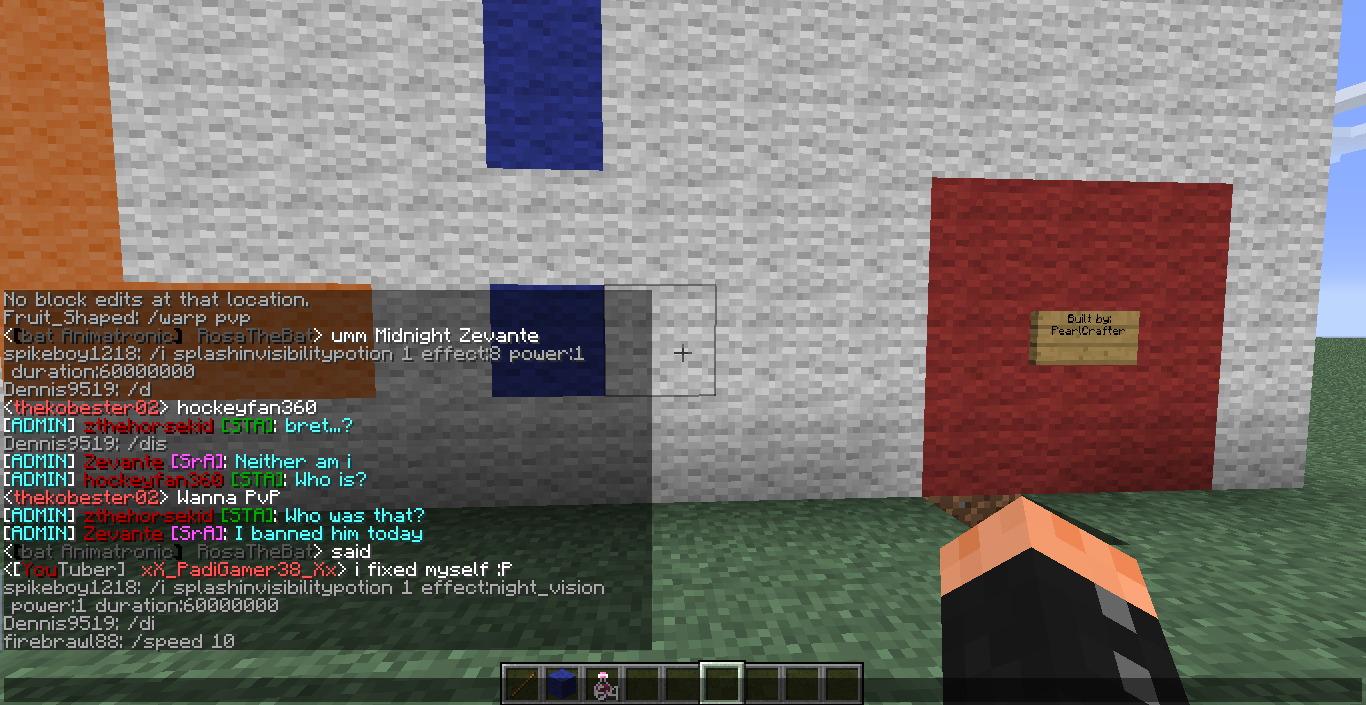 Built by:
PearlCrafter
No block edits at that location.
Fruit_Shaped: /warp pvp
<[bat Animatronic] RosaTheBat> umm Midnight Zevante
spikeboy1218: /i splashinvisibilitypotion 1 effect:8 power:1
duration:60000000
Dennis9519: /d
<thekobester02> hockeyfan360
[ADMIN] zthehorsekid [STA]: bret...?
Dennis9519: /dis
[ADMIN] Zevante [SrA]: Neither am i
[ADMIN] hockeyfan360 [STA]: Who is?
<thekobester02> Wanna PvP
[ADMIN] zthehorsekid [STA]: Who was that?
[ADMIN] Zevante [SrA]: I banned him today
<[bat Animatronic] RosaTheBat> said
<[YouTuber] xX_PadiGamer38_Xx> i fixed myself :P
spikeboy1218: /i splashinvisibilitypotion 1 effect:night_vision
power:1 duration:60000000
Dennis9519: /di
firebrawl88: /speed 10
64